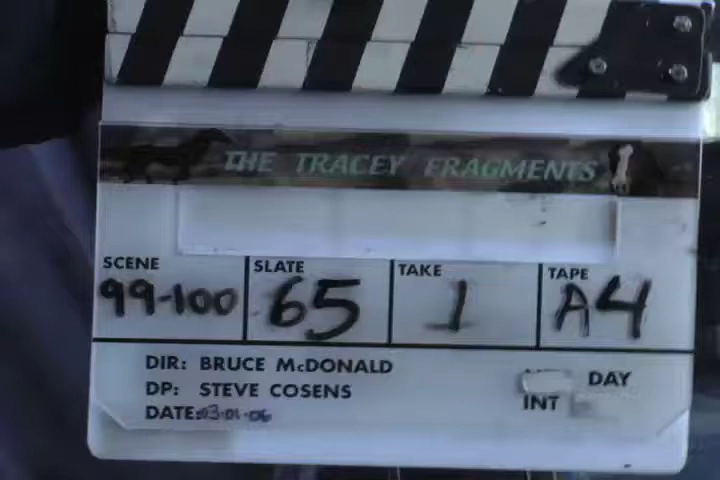 THE TRACEY FRAGMENTS
SCENE SLATE TAKE TAPE
99-100 65 1 A4
DIR: BRUCE McDONALD
DP: STEVE COSENS
DATE: 03-01-06
DAY
INT